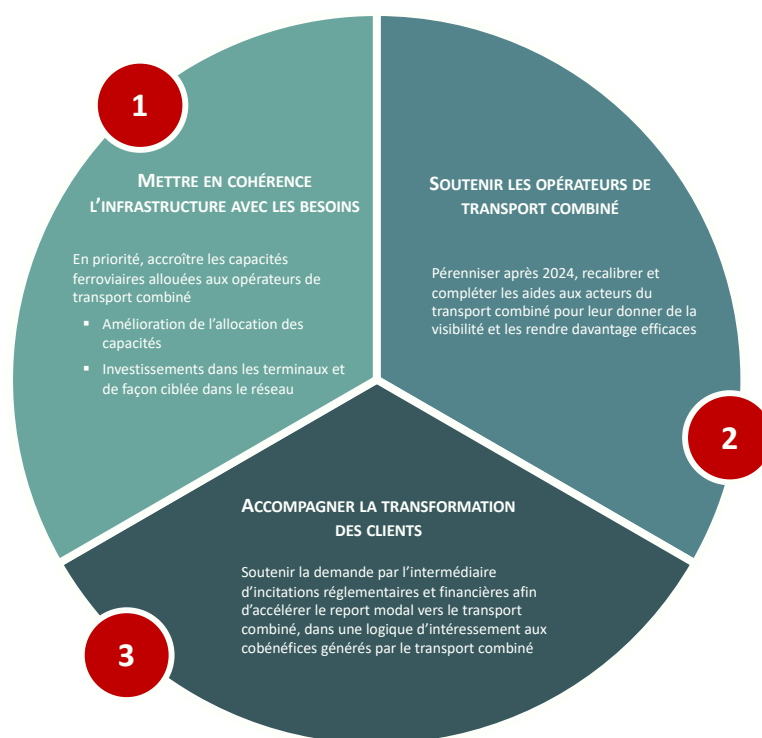 1
METTRE EN COHÉRENCE
L'INFRASTRUCTURE AVEC LES BESOINS
En priorité, accroître les capacités
ferroviaires allouées aux opérateurs de
transport combiné
▪ Amélioration de l'allocation des
capacités
▪ Investissements dans les terminaux et
de façon ciblée dans le réseau
SOUTENIR LES OPÉRATEURS DE
TRANSPORT COMBINÉ
Pérenniser après 2024, recalibrer et
compléter les aides aux acteurs du
transport combiné pour leur donner de la
visibilité et les rendre davantage efficaces
2
ACCOMPAGNER LA TRANSFORMATION
DES CLIENTS
Soutenir la demande par l'intermédiaire
d'incitations réglementaires et financières afin
d'accélérer le report modal vers le transport
combiné, dans une logique d'intéressement aux
cobénéfices générés par le transport combiné
3